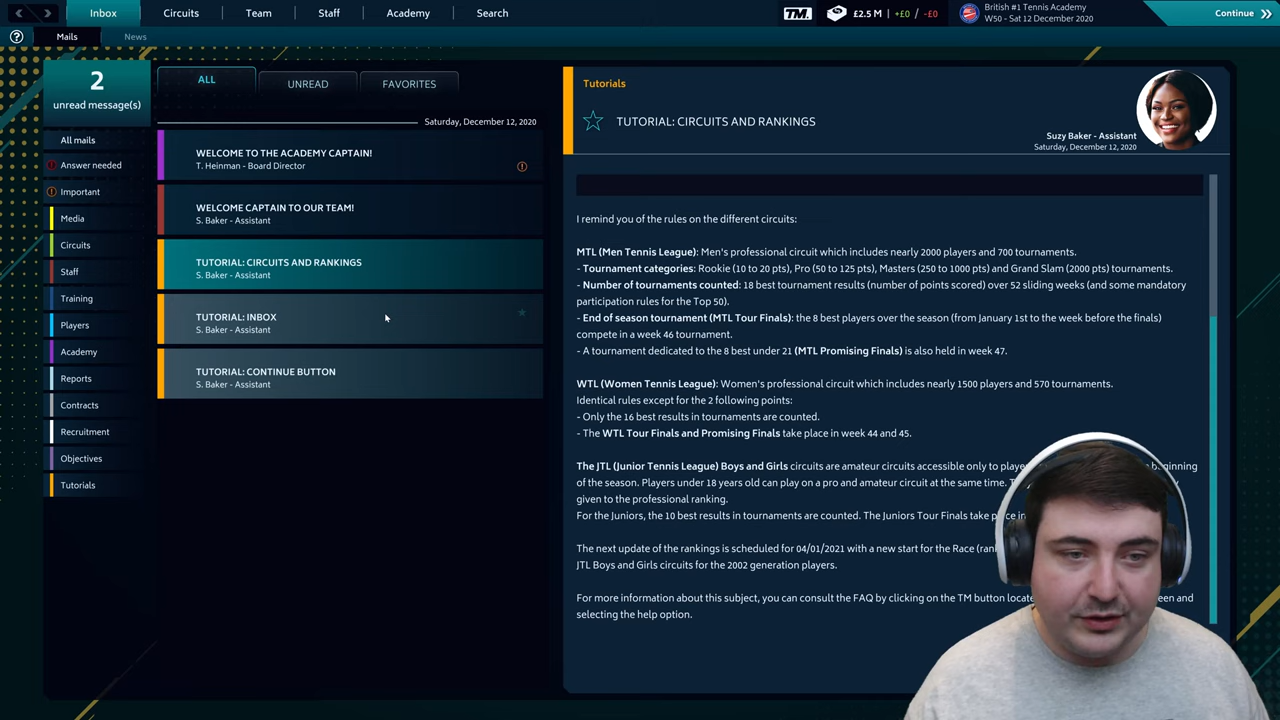 Inbox
Circuits
Team
Staff
Academy
Search
TM.
£2.5 M | +£0 / -£0
British #1 Tennis Academy
W50 - Sat 12 December 2020
Continue
Mails
News
2
unread message(s)
All mails
Answer needed
Important
Media
Circuits
Staff
Training
Players
Academy
Reports
Contracts
Recruitment
Objectives
Tutorials
ALL
UNREAD
FAVORITES
Saturday, December 12, 2020
WELCOME TO THE ACADEMY CAPTAIN!
T. Heinman - Board Director
WELCOME CAPTAIN TO OUR TEAM!
S. Baker - Assistant
TUTORIAL: CIRCUITS AND RANKINGS
S. Baker - Assistant
TUTORIAL: INBOX
S. Baker - Assistant
TUTORIAL: CONTINUE BUTTON
S. Baker - Assistant
Tutorials
TUTORIAL: CIRCUITS AND RANKINGS
Suzy Baker - Assistant
Saturday, December 12, 2020
I remind you of the rules on the different circuits:
MTL (Men Tennis League): Men's professional circuit which includes nearly 2000 players and 700 tournaments.
- Tournament categories: Rookie (10 to 20 pts), Pro (50 to 125 pts), Masters (250 to 1000 pts) and Grand Slam (2000 pts) tournaments.
- Number of tournaments counted: 18 best tournament results (number of points scored) over 52 sliding weeks (and some mandatory
participation rules for the Top 50).
- End of season tournament (MTL Tour Finals): the 8 best players over the season (from January 1st to the week before the finals)
compete in a week 46 tournament.
- A tournament dedicated to the 8 best under 21 (MTL Promising Finals) is also held in week 47.
WTL (Women Tennis League): Women's professional circuit which includes nearly 1500 players and 570 tournaments.
Identical rules except for the 2 following points:
- Only the 16 best results in tournaments are counted.
- The WTL Tour Finals and Promising Finals take place in week 44 and 45.
The JTL (Junior Tennis League) Boys and Girls circuits are amateur circuits accessible only to beginning
of the season. Players under 18 years old can play on a pro and amateur circuit at the same time.
given to the professional ranking.
For the Juniors, the 10 best results in tournaments are counted. The Juniors Tour Finals take
The next update of the rankings is scheduled for 04/01/2021 with a new start for the Race
JTL Boys and Girls circuits for the 2002 generation players.
For more information about this subject, you can consult the FAQ by clicking on the TM button and
selecting the help option.